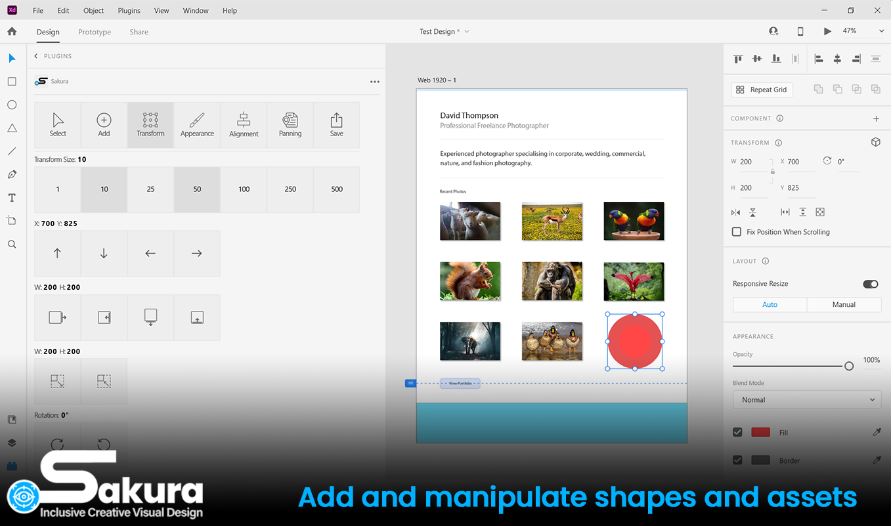 Xd File Edit Object Plugins View Window Help
Design Prototype Share
Test Design *
47%
PLUGINS
S Sakura
Select Add Transform Appearance Alignment Panning Save
Transform Size: 10
1 10 25 50 100 250 500
X: 700 Y: 825
W: 200 H: 200
W: 200 H: 200
Rotation: 0°
Web 1920 – 1
David Thompson
Professional Freelance Photographer
Experienced photographer specialising in corporate, wedding, commercial,
nature, and fashion photography.
Recent Photos
View Portfolio
Repeat Grid
COMPONENT
TRANSFORM
W 200 X 700 0°
H 200 Y 825
Fix Position When Scrolling
LAYOUT
Responsive Resize
Auto Manual
APPEARANCE
Opacity
100%
Blend Mode
Normal
Fill
Border
Sakura
Inclusive Creative Visual Design
Add and manipulate shapes and assets